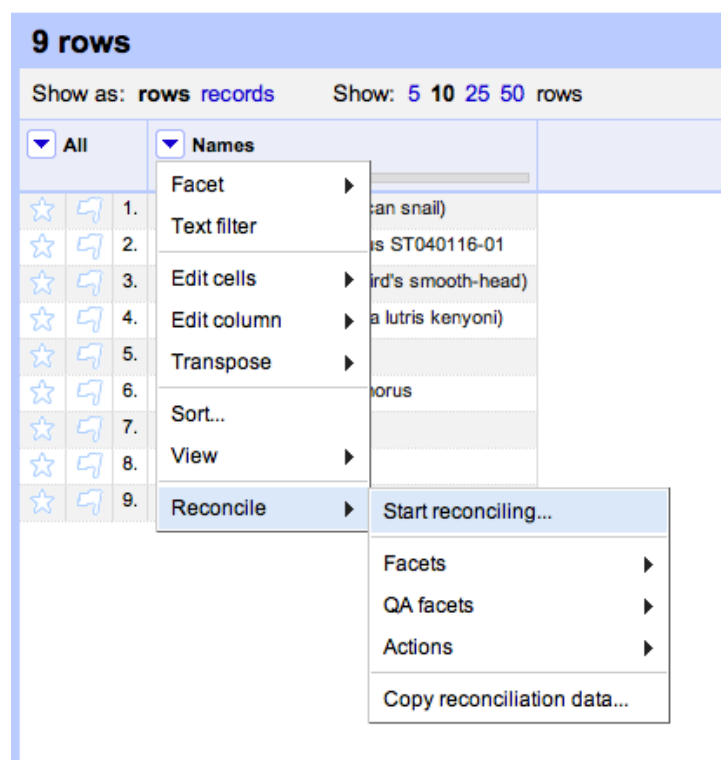 9 rows
Show as: rows records Show: 5 10 25 50 rows
All Names
Facet
Text filter
Edit cells
Edit column
Transpose
Sort...
View
Reconcile
1. can snail)
2. us ST040116-01
3. ird's smooth-head)
4. a lutris kenyoni)
5.
6. horus
7.
8.
9.
Start reconciling...
Facets
QA facets
Actions
Copy reconciliation data...